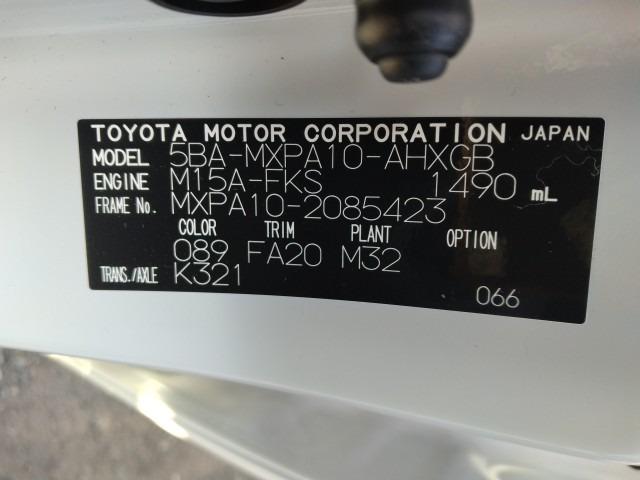 TOYOTA MOTOR CORPORATION JAPAN
MODEL 5BA-MXPA10-AHXGB
ENGINE M15A-FKS 1490 mL
FRAME No. MXPA10-2085423
COLOR TRIM PLANT OPTION
089 FA20 M32
TRANS./AXLE K321
066